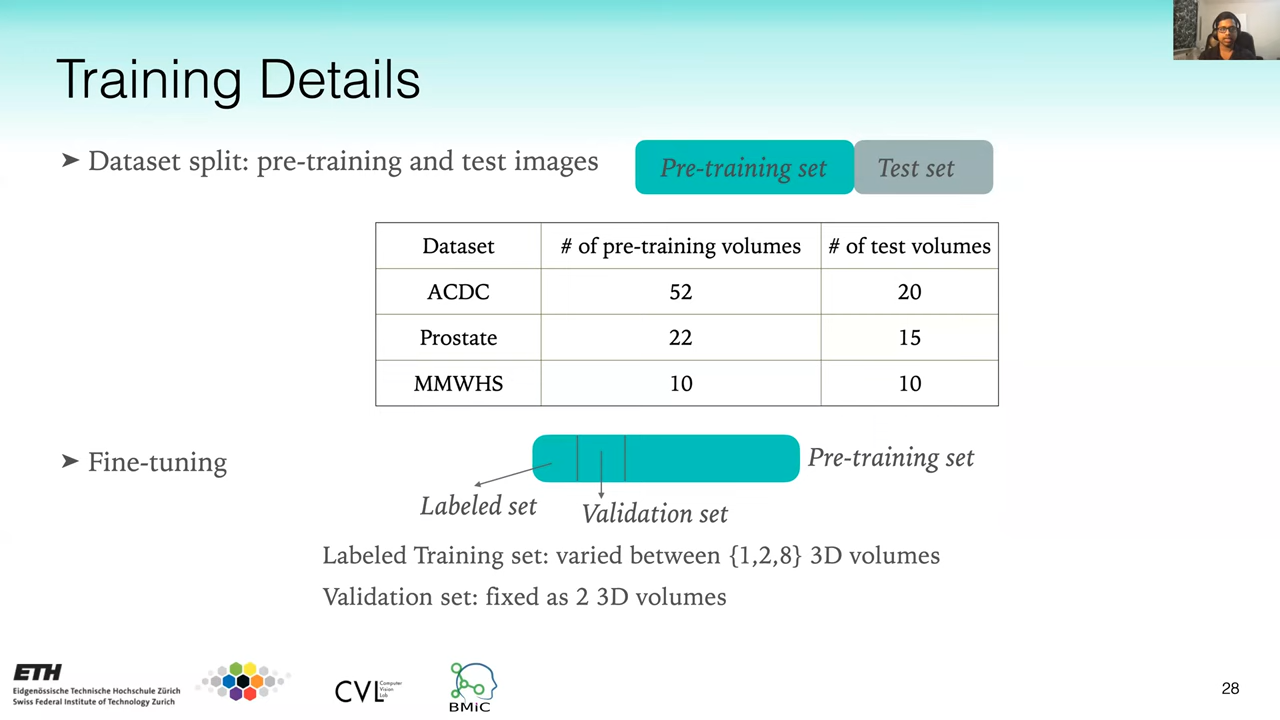 Training Details
➤ Dataset split: pre-training and test images
Pre-training set
Test set
Dataset # of pre-training volumes # of test volumes
ACDC 52 20
Prostate 22 15
MMWHS 10 10
➤ Fine-tuning
Pre-training set
Labeled set
Validation set
Labeled Training set: varied between {1,2,8} 3D volumes
Validation set: fixed as 2 3D volumes
ETH
Eidgenössische Technische Hochschule Zürich
Swiss Federal Institute of Technology Zurich
CVL Computer
Vision
Lab
BMiC
28